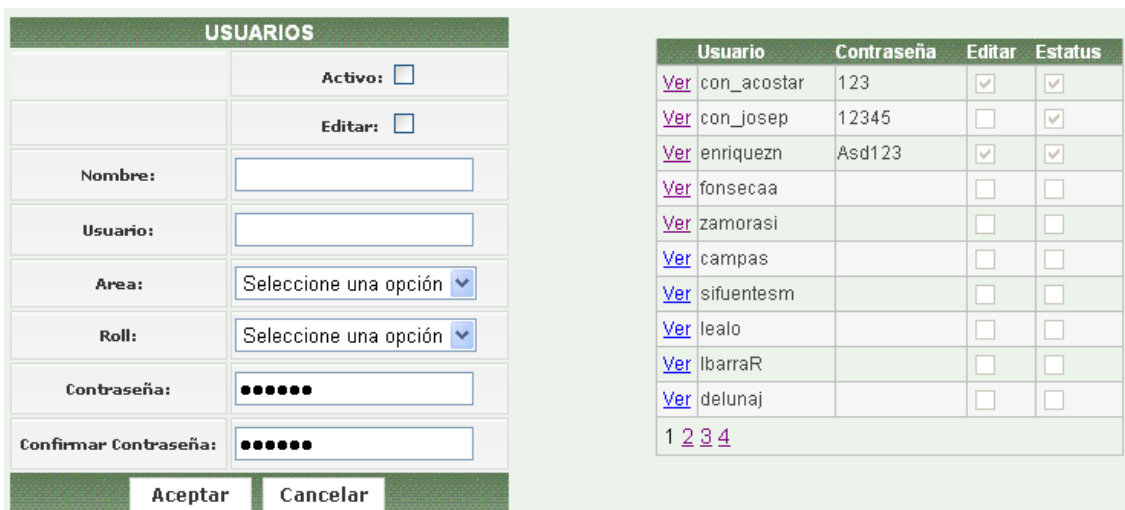 USUARIOS
Activo:
Editar:
Nombre:
Usuario:
Area: Seleccione una opción
Roll: Seleccione una opción
Contraseña: ●●●●●●
Confirmar Contraseña: ●●●●●●
Aceptar Cancelar
Usuario Contraseña Editar Estatus
Ver con_acostar 123
Ver con_josep 12345
Ver enriquezn Asd123
Ver fonsecaa
Ver zamorasi
Ver campas
Ver sifuentesm
Ver lealo
Ver IbarraR
Ver delunaj
1 2 3 4